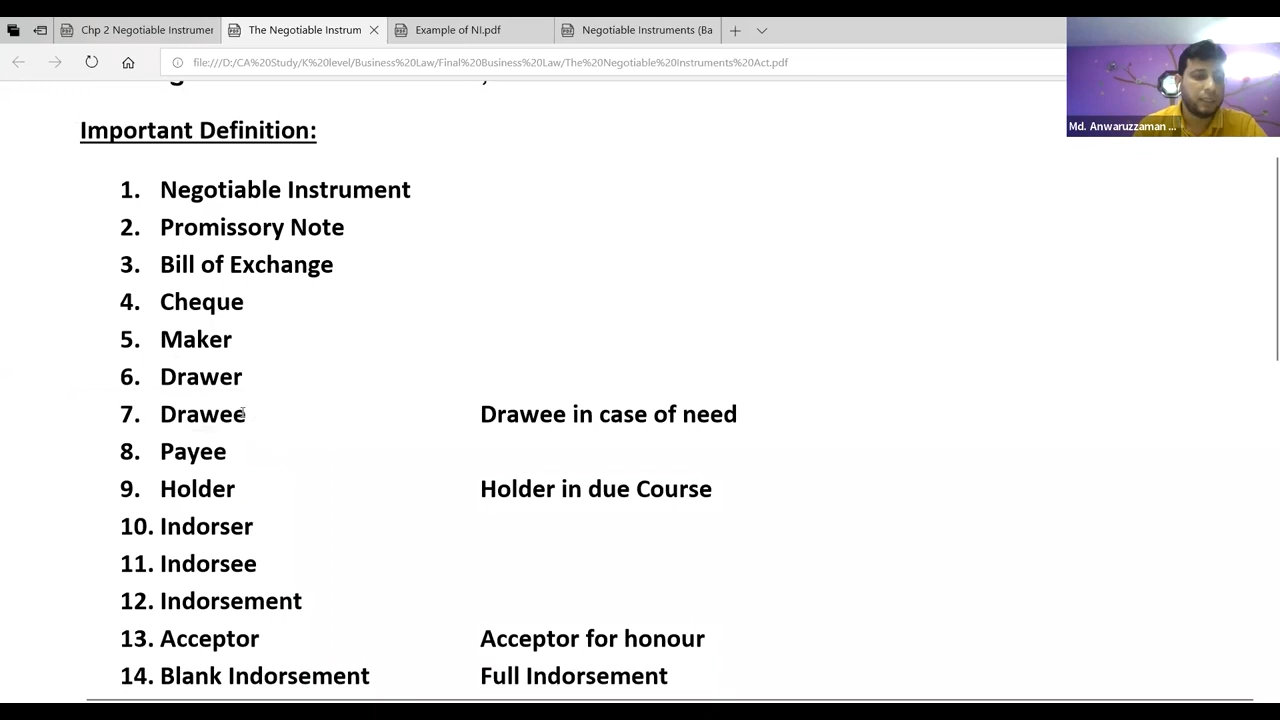 Chp 2 Negotiable Instrumer
The Negotiable Instrum
Example of NI.pdf
Negotiable Instruments (Ba
file:///D:/CA%20Study/K%20level/Business%20Law/Final%20Business%20Law/The%20Negotiable%20Instruments%20Act.pdf
Md. Anwaruzzaman ...
Important Definition:
1. Negotiable Instrument
2. Promissory Note
3. Bill of Exchange
4. Cheque
5. Maker
6. Drawer
7. Drawee Drawee in case of need
8. Payee
9. Holder Holder in due Course
10. Indorser
11. Indorsee
12. Indorsement
13. Acceptor Acceptor for honour
14. Blank Indorsement Full Indorsement